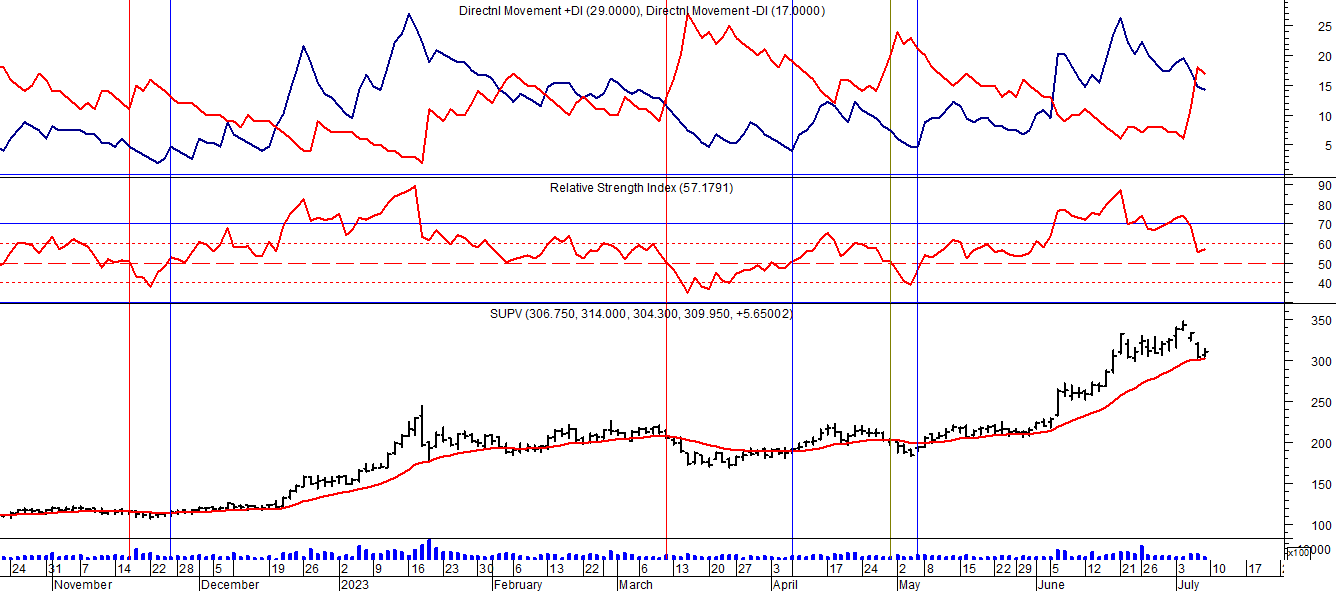 Directnl Movement +DI (29.0000), Directnl Movement -DI (17.0000)
25
20
15
10
5
Relative Strength Index (57.1791)
90
80
70
60
50
40
SUPV (306.750, 314.000, 304.300, 309.950, +5.65002)
350
300
250
200
150
100
x100
24 31 7 14 22 28 5 19 26 2 9 16 23 30 6 13 22 6 13 20 27 3 17 24 2 8 15 22 29 5 12 21 26 3 10 17
November December 2023 February March April May June July